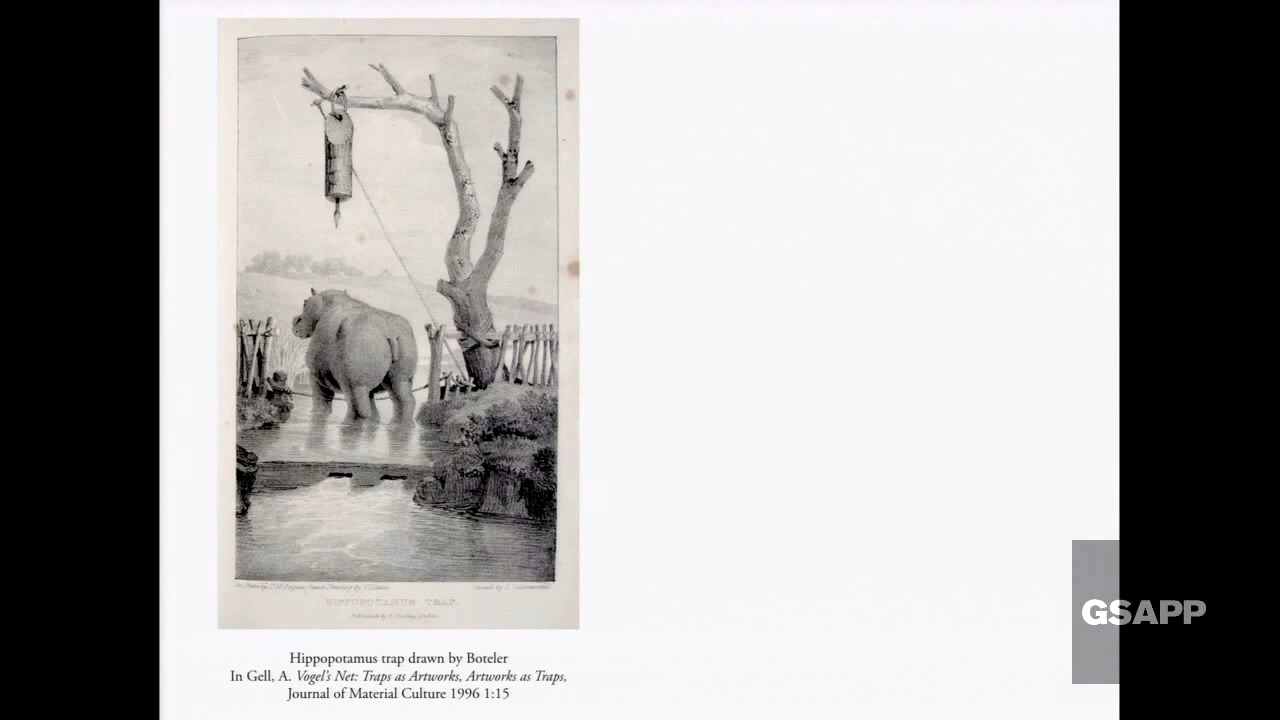 HIPPOPOTAMUS TRAP.
GSAPP
Hippopotamus trap drawn by Boteler
In Gell, A. Vogel's Net: Traps as Artworks, Artworks as Traps,
Journal of Material Culture 1996 1:15